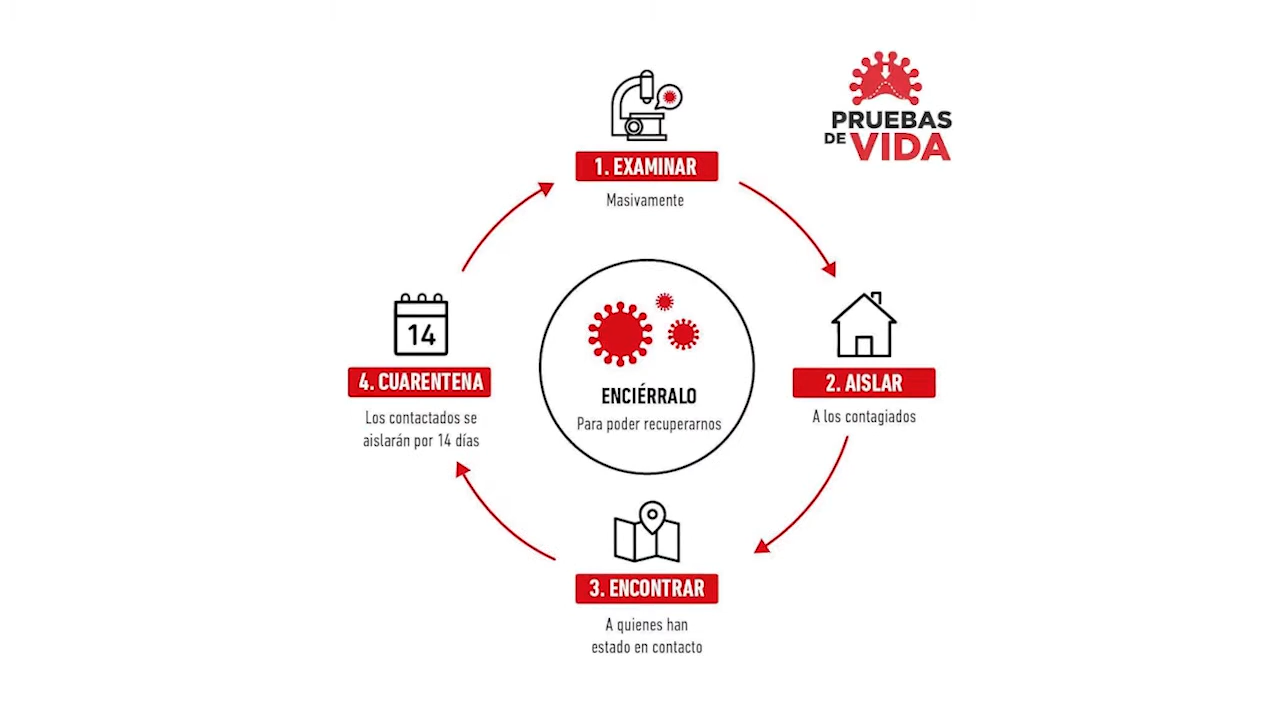 PRUEBAS
DE VIDA
1. EXAMINAR
Masivamente
2. AISLAR
A los contagiados
3. ENCONTRAR
A quienes han
estado en contacto
14
4. CUARENTENA
Los contactados se
aislarán por 14 días
ENCIÉRRALO
Para poder recuperarnos